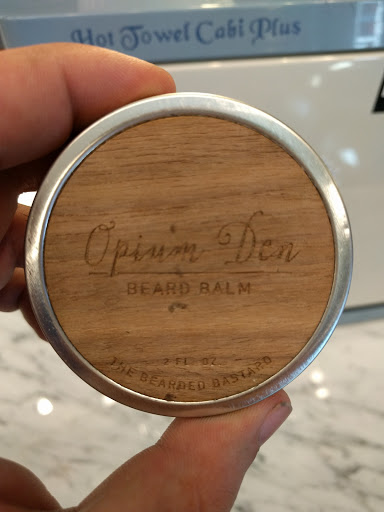 Hot Towel Cabi Plus
Opium Den
BEARD BALM
2 FL. OZ.
THE BEARDED BASTARD